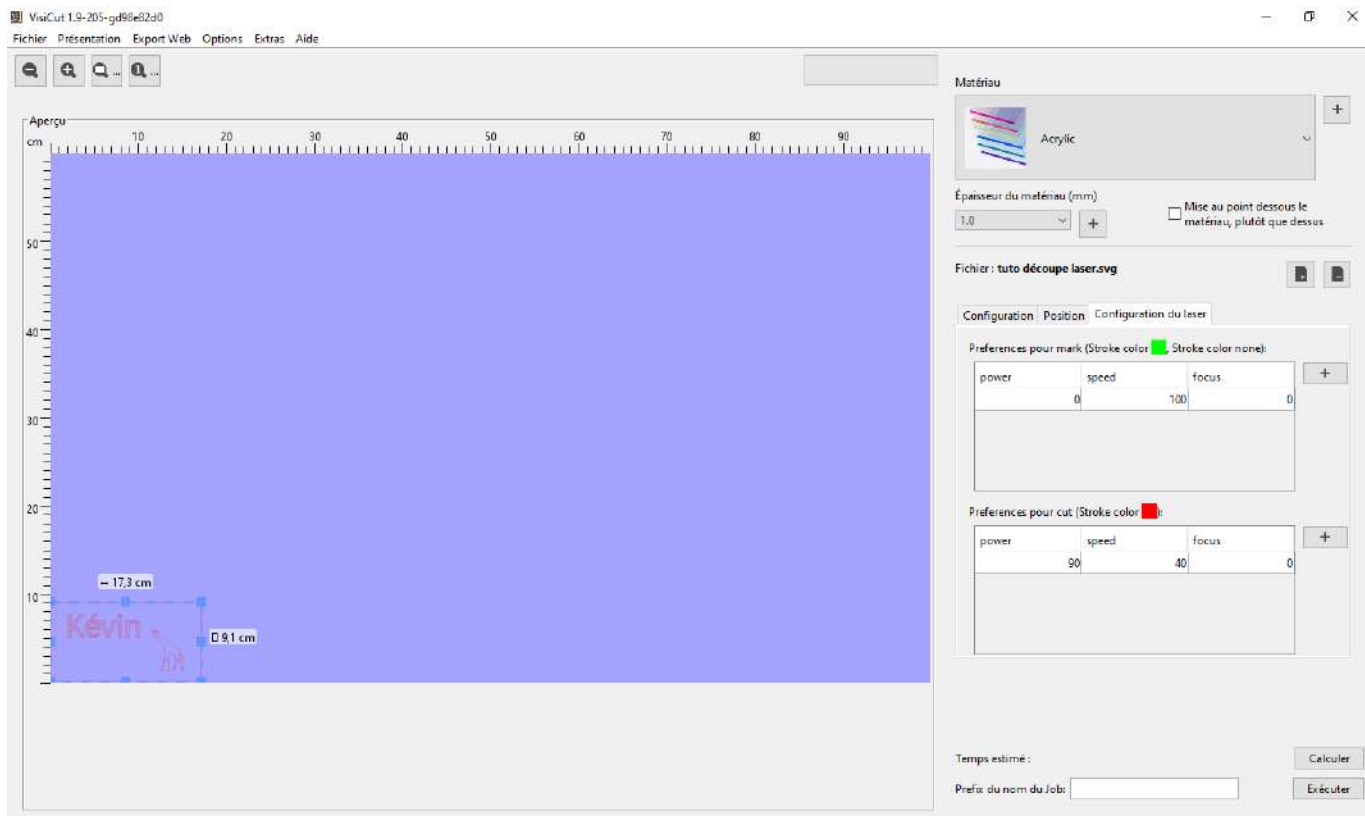 VisiCut 1.9-205-gd98e82d0
Fichier Présentation Export Web Options Extras Aide
... ...
Matériau
Acrylic
+
Aperçu
cm 10 20 30 40 50 60 70 80 90
Épaisseur du matériau (mm)
1.0
+
Mise au point dessous le
matériau, plutôt que dessus
50
Fichier : tuto découpe laser.svg
Configuration Position Configuration du laser
40
Preferences pour mark (Stroke color , Stroke color none):
power speed focus
+
0 100 0
30
20
Preferences pour cut (Stroke color ):
power speed focus
+
90 40 0
17,3 cm
10
Kévin
9,1 cm
Temps estimé :
Calculer
Prefix du nom du Job:
Exécuter